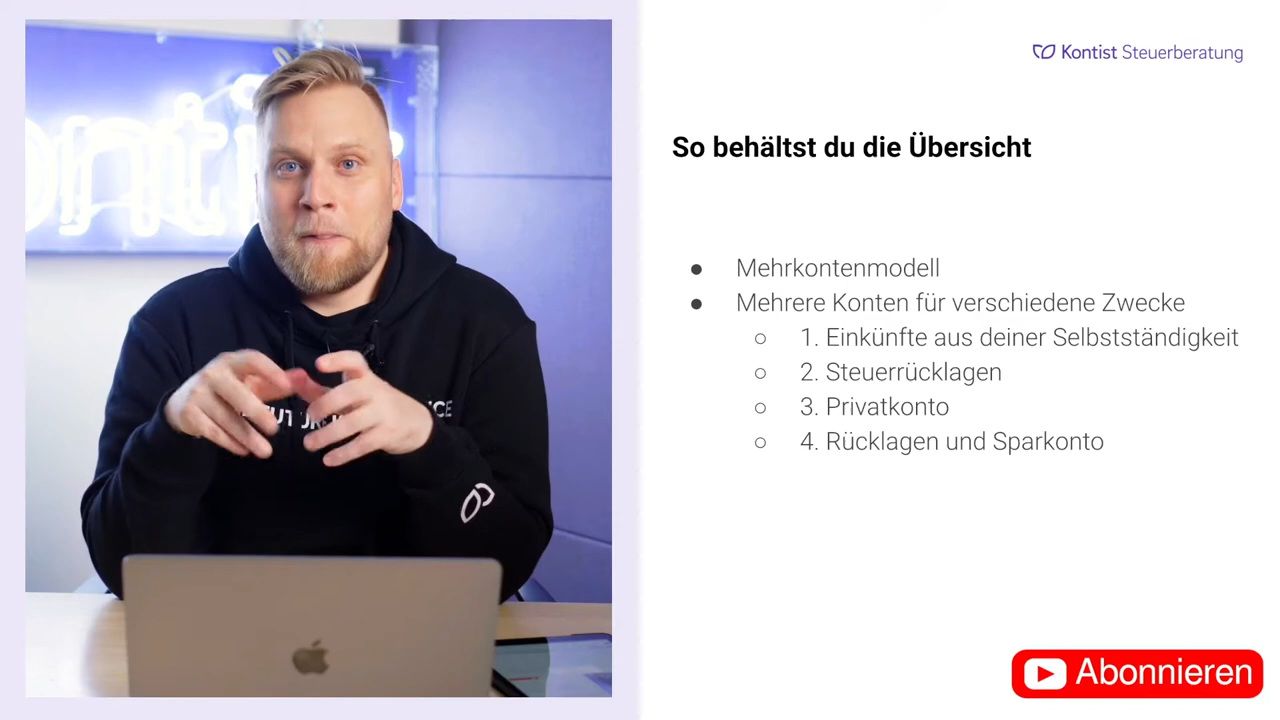 Kontist Steuerberatung
So behältst du die Übersicht
● Mehrkontenmodell
● Mehrere Konten für verschiedene Zwecke
○ 1. Einkünfte aus deiner Selbstständigkeit
○ 2. Steuerrücklagen
○ 3. Privatkonto
○ 4. Rücklagen und Sparkonto
Abonnieren